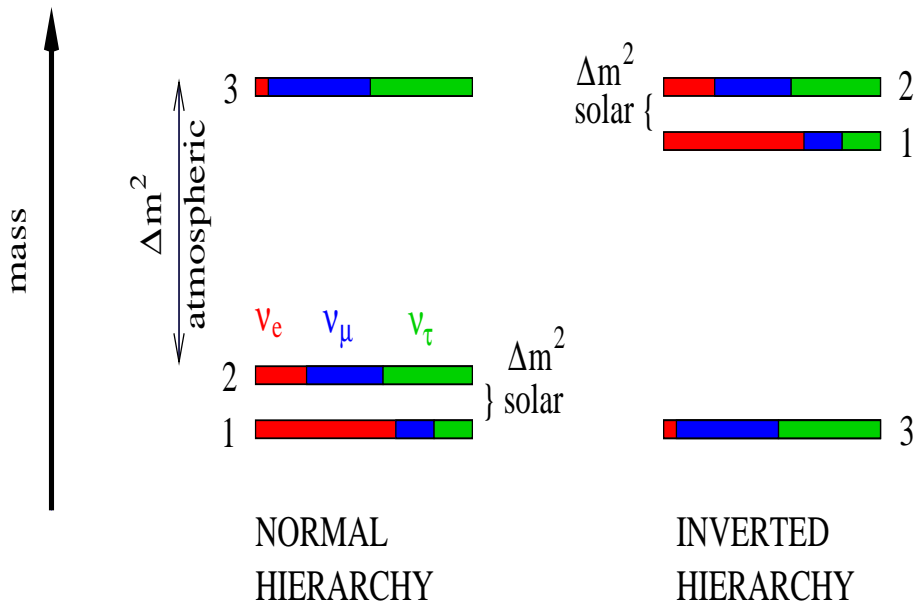 mass
Δm²
atmospheric
3
νe νμ ντ
2
1
Δm²
} solar
NORMAL
HIERARCHY
Δm²
solar {
2
1
3
INVERTED
HIERARCHY